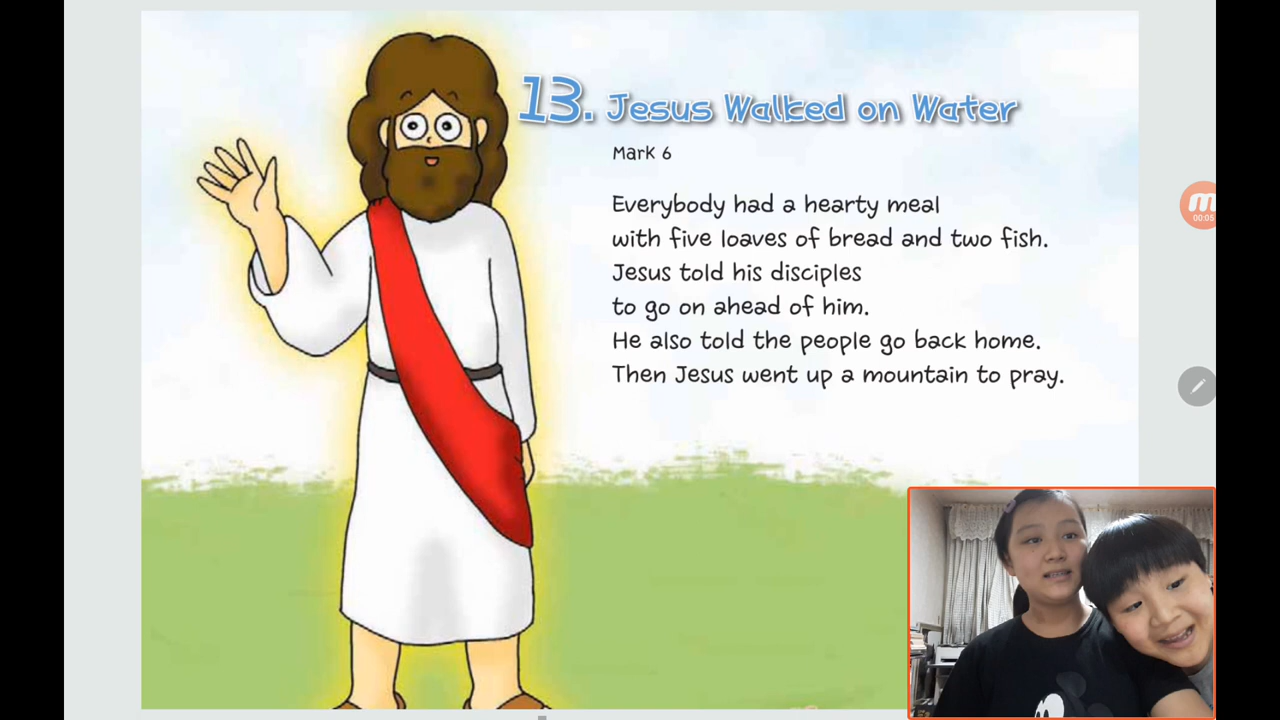 13. Jesus Walked on Water
Mark 6
Everybody had a hearty meal
with five loaves of bread and two fish.
Jesus told his disciples
to go on ahead of him.
He also told the people go back home.
Then Jesus went up a mountain to pray.
00:05